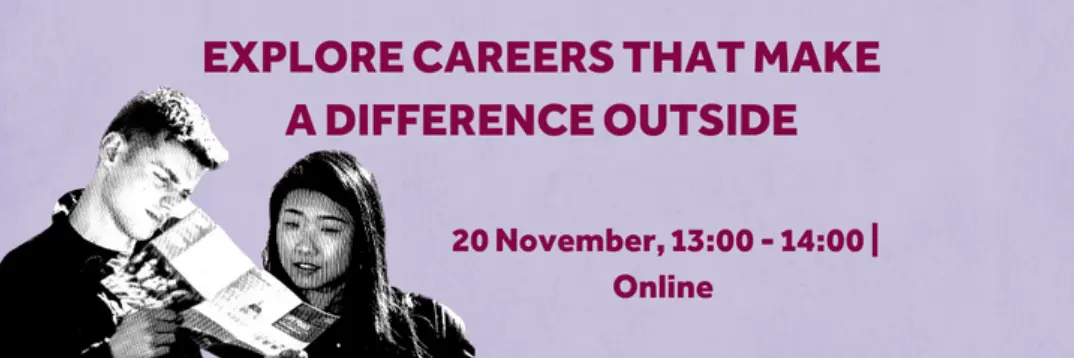 EXPLORE CAREERS THAT MAKE
A DIFFERENCE OUTSIDE
20 November, 13:00 - 14:00 |
Online